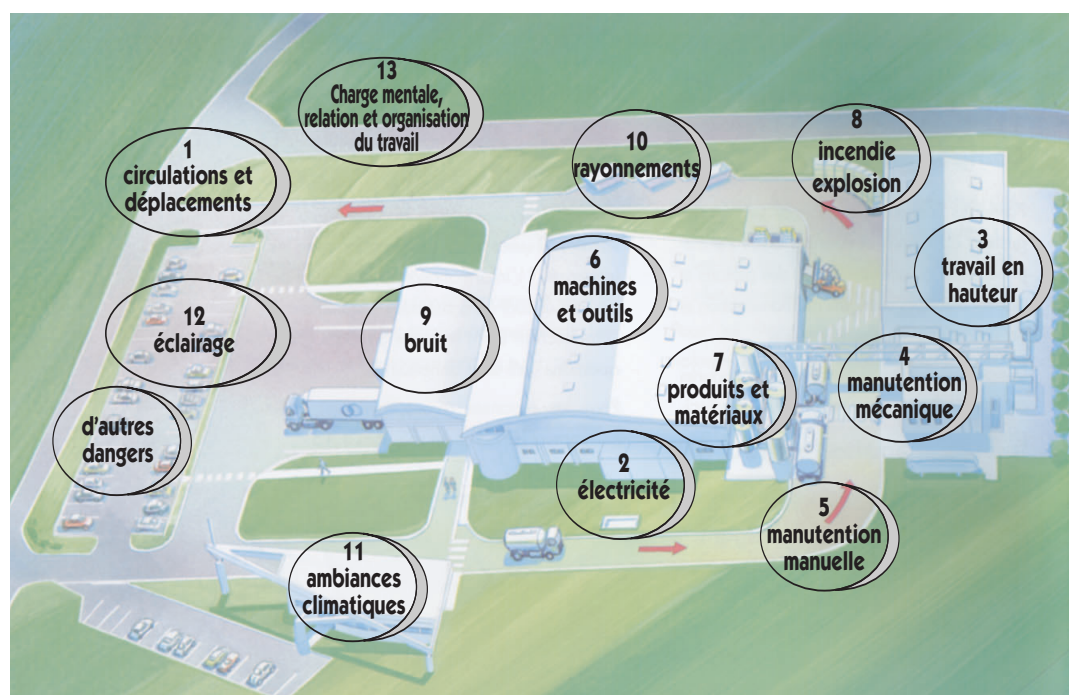 13
Charge mentale,
relation et organisation
du travail
1
circulations et
déplacements
10
rayonnements
8
incendie
explosion
3
travail en
hauteur
6
machines
et outils
12
éclairage
9
bruit
7
produits et
matériaux
4
manutention
mécanique
d'autres
dangers
2
électricité
5
manutention
manuelle
11
ambiances
climatiques